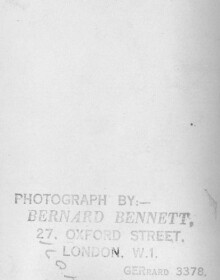 PHOTOGRAPH BY:-
BERNARD BENNETT,
27, OXFORD STREET,
LONDON. W.1.
GERRARD 3378.